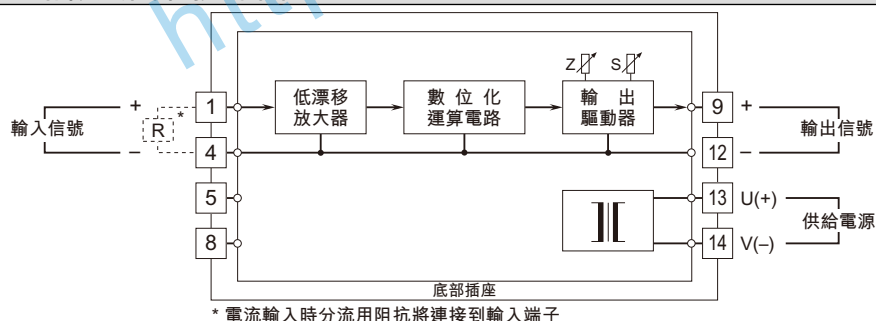 http
Z S
1 低漂移 數位化 輸出 9 +
+ 放大器 運算電路 驅動器
輸入信號 R * 輸出信號
– 4 12 –
5 13 U(+)
供給電源
8 14 V(–)
底部插座
* 電流輸入時分流用阻抗將連接到輸入端子